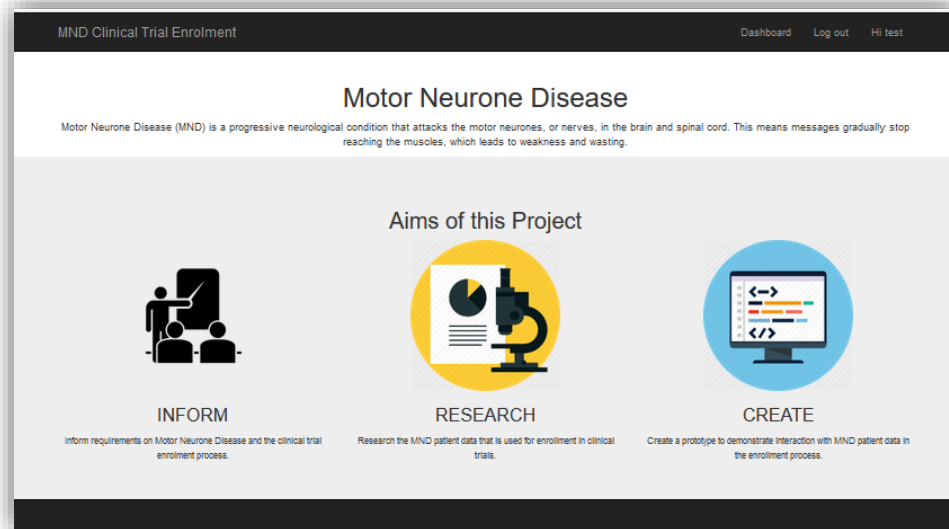 MND Clinical Trial Enrolment
Dashboard Log out Hi test
Motor Neurone Disease
Motor Neurone Disease (MND) is a progressive neurological condition that attacks the motor neurones, or nerves, in the brain and spinal cord. This means messages gradually stop
reaching the muscles, which leads to weakness and wasting.
Aims of this Project
INFORM
Inform requirements on Motor Neurone Disease and the clinical trial
enrolment process.
RESEARCH
Research the MND patient data that is used for enrollment in clinical
trials.
CREATE
Create a prototype to demonstrate interaction with MND patient data in
the enrollment process.